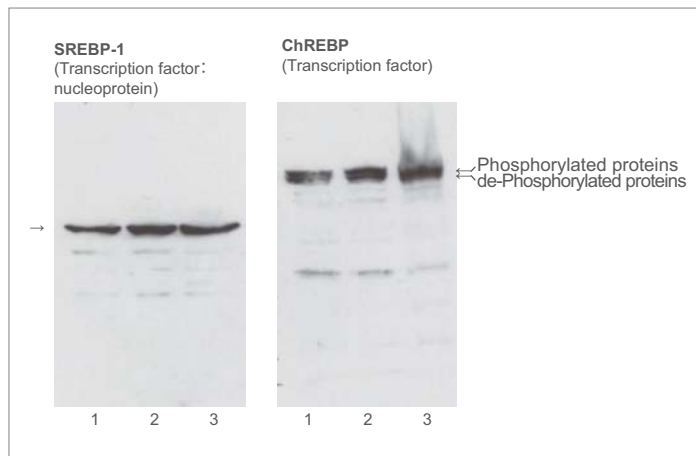 SREBP-1
(Transcription factor:
nucleoprotein)
ChREBP
(Transcription factor)
Phosphorylated proteins
de-Phosphorylated proteins
→
1 2 3
1 2 3